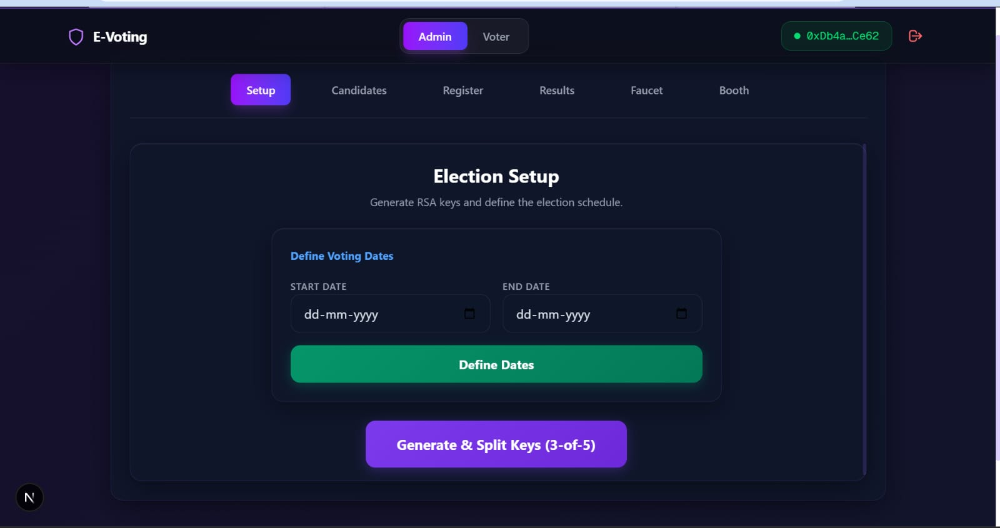 E-Voting
Admin
Voter
0xDb4a…Ce62
Setup
Candidates
Register
Results
Faucet
Booth
Election Setup
Generate RSA keys and define the election schedule.
Define Voting Dates
START DATE
END DATE
dd-mm-yyyy
dd-mm-yyyy
Define Dates
Generate & Split Keys (3-of-5)
N